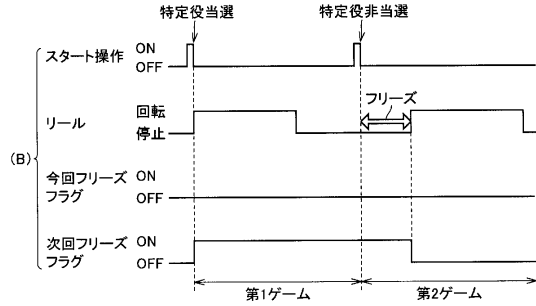 特定役当選
特定役非当選
スタート操作
ON
OFF
フリーズ
リール
回転
停止
(B)
今回フリーズ
フラグ
ON
OFF
次回フリーズ
フラグ
ON
OFF
第1ゲーム
第2ゲーム